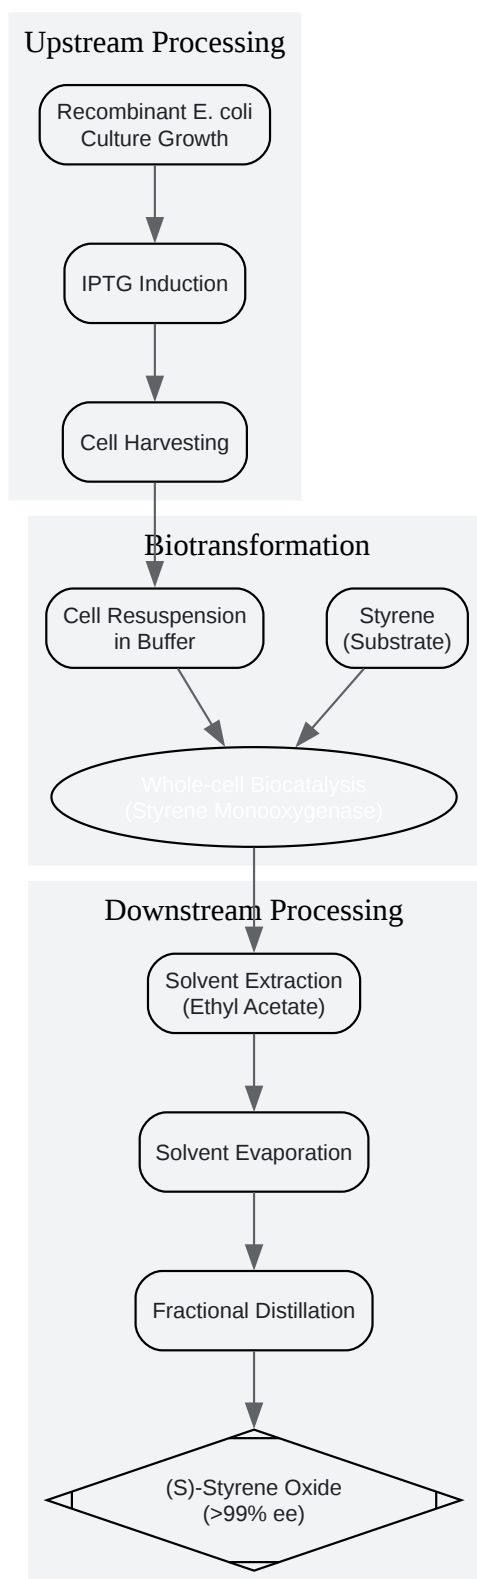 Upstream Processing
Recombinant E. coli
Culture Growth
IPTG Induction
Cell Harvesting
Biotransformation
Cell Resuspension
in Buffer
Styrene
(Substrate)
Whole-cell Biocatalysis
(Styrene Monooxygenase)
Downstream Processing
Solvent Extraction
(Ethyl Acetate)
Solvent Evaporation
Fractional Distillation
(S)-Styrene Oxide
(>99% ee)